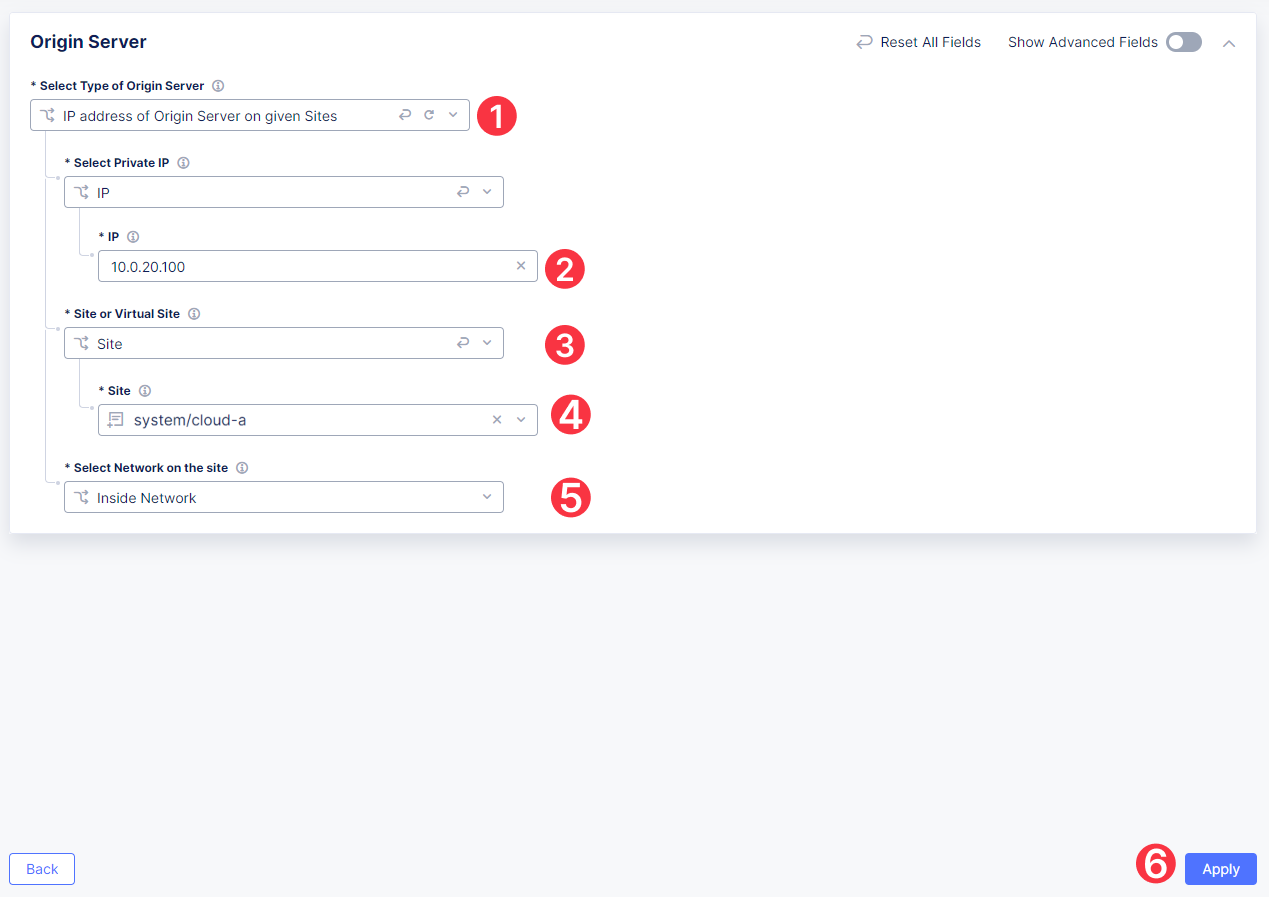 Origin Server
Reset All Fields
Show Advanced Fields
* Select Type of Origin Server
IP address of Origin Server on given Sites
1
* Select Private IP
IP
* IP
10.0.20.100
2
* Site or Virtual Site
Site
3
* Site
system/cloud-a
4
* Select Network on the site
Inside Network
5
Back
6
Apply